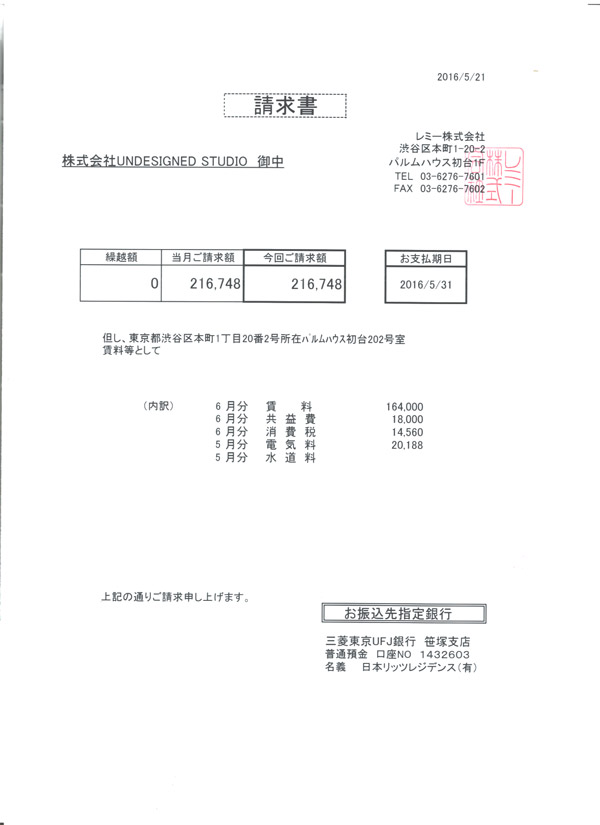 2016/5/21
請求書
レミー株式会社
渋谷区本町1-20-2
パルムハウス初台1F
TEL 03-6276-7601
FAX 03-6276-7602
レミー株式会社
株式会社UNDESIGNED STUDIO 御中
繰越額 当月ご請求額 今回ご請求額 お支払期日
0 216,748 216,748 2016/5/31
但し、東京都渋谷区本町1丁目20番2号所在ﾊﾟﾙﾑﾊｳｽ初台202号室
賃料等として
(内訳) 6 月分 賃 料 164,000
6 月分 共 益 費 18,000
6 月分 消 費 税 14,560
5 月分 電 気 料 20,188
5 月分 水 道 料
上記の通りご請求申し上げます。
お振込先指定銀行
三菱東京UFJ銀行 笹塚支店
普通預金 口座NO 1432603
名義 日本リッツレジデンス(有)